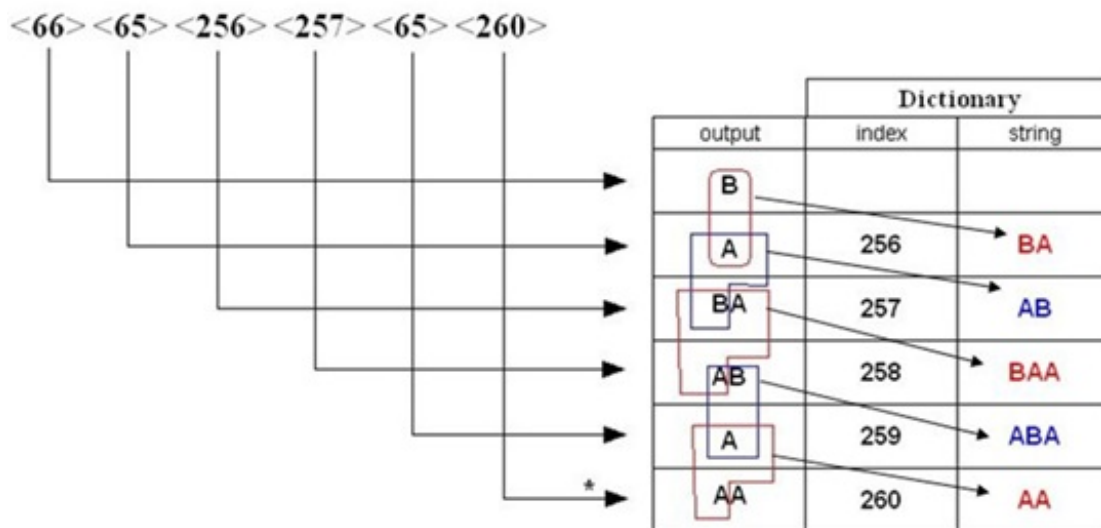 <66> <65> <256> <257> <65> <260>
Dictionary
output index string
B
A 256 BA
BA 257 AB
AB 258 BAA
A 259 ABA
* AA 260 AA